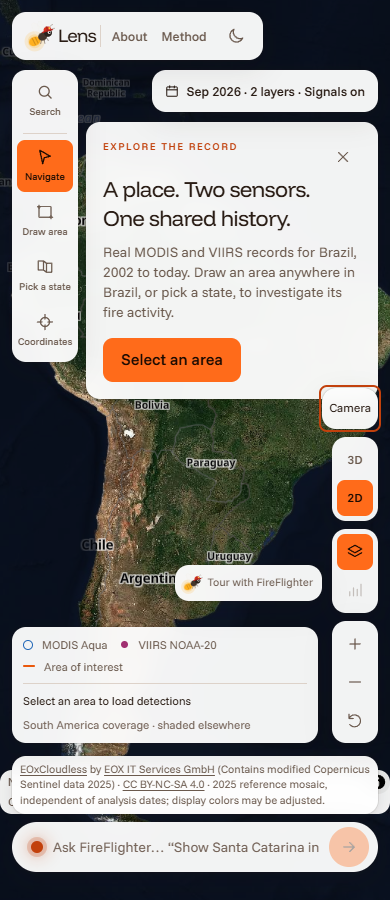 Lens
About
Method
Sep 2026 · 2 layers · Signals on
Search
Navigate
Draw area
Pick a state
Coordinates
Dominican
Republic
EXPLORE THE RECORD
A place. Two sensors.
One shared history.
Real MODIS and VIIRS records for Brazil,
2002 to today. Draw an area anywhere in
Brazil, or pick a state, to investigate its
fire activity.
Select an area
Camera
3D
2D
Bolivia
Paraguay
Chile
Uruguay
Argentin
Tour with FireFlighter
MODIS Aqua
VIIRS NOAA-20
Area of interest
Select an area to load detections
South America coverage · shaded elsewhere
EOxCloudless by EOX IT Services GmbH (Contains modified Copernicus
Sentinel data 2025) · CC BY-NC-SA 4.0 · 2025 reference mosaic,
independent of analysis dates; display colors may be adjusted.
Ask FireFlighter… “Show Santa Catarina in